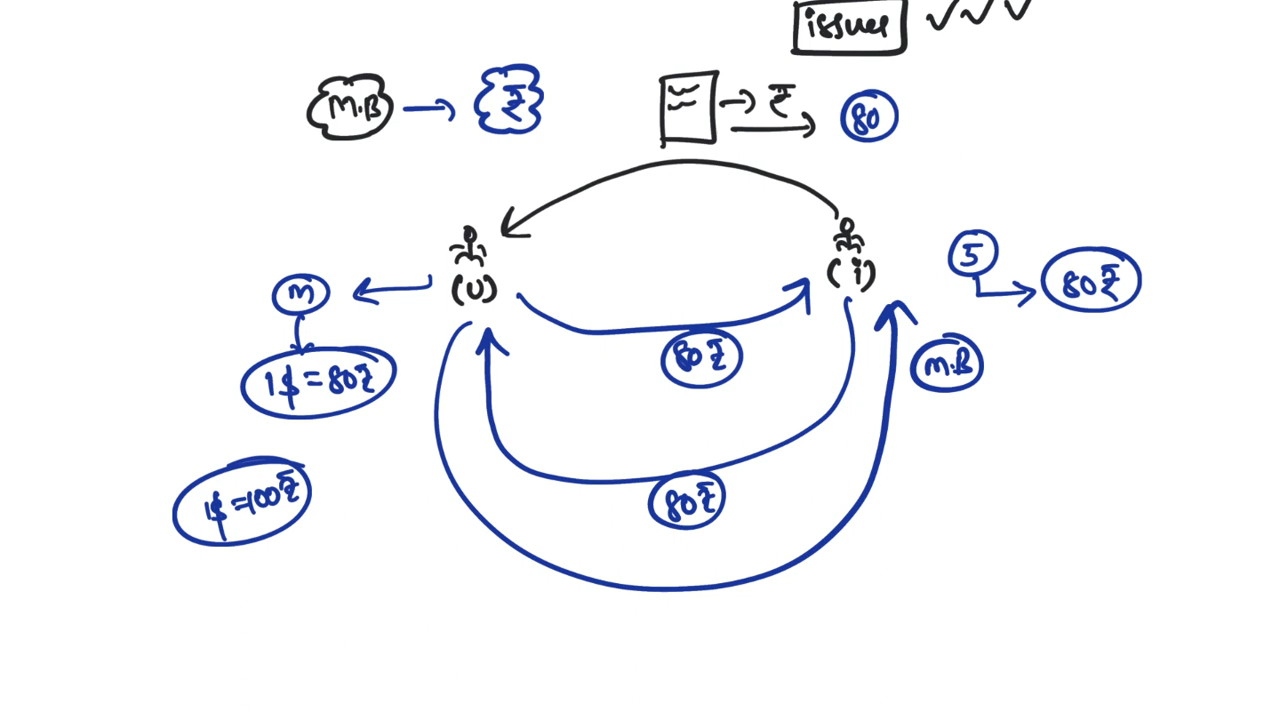 issuer
M.B
₹
₹
80
(U)
(i)
5
80₹
m
1$=80₹
80₹
m.B
1$=100₹
80₹